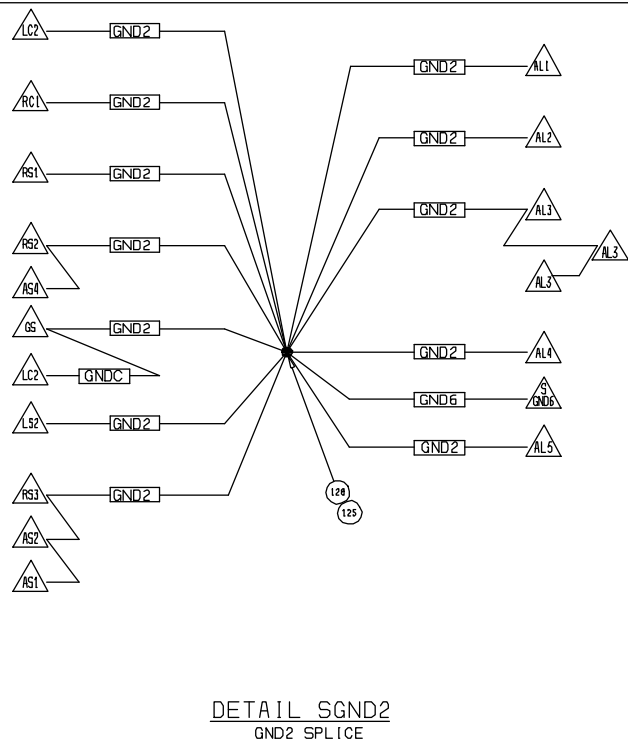 LC2 GND2
GND2 AL1
RC1 GND2
GND2 AL2
RS1 GND2
GND2 AL3
RS2 GND2
AL3
AS4
AL3
GS GND2
GND2 AL4
LC2 GNDC
GND6 S
GND6
LS2 GND2
GND2 AL5
RS3 GND2
120
125
AS2
AS1
DETAIL SGND2
GND2 SPLICE